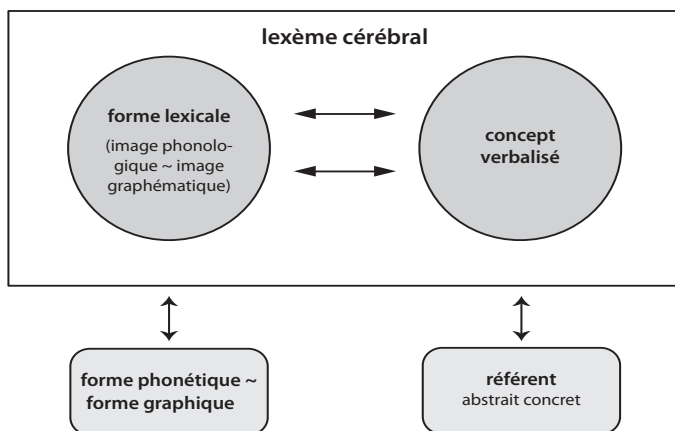 lexème cérébral
forme lexicale
(image phonolo-
gique ~ image
graphématique)
concept
verbalisé
forme phonétique ~
forme graphique
référent
abstrait concret